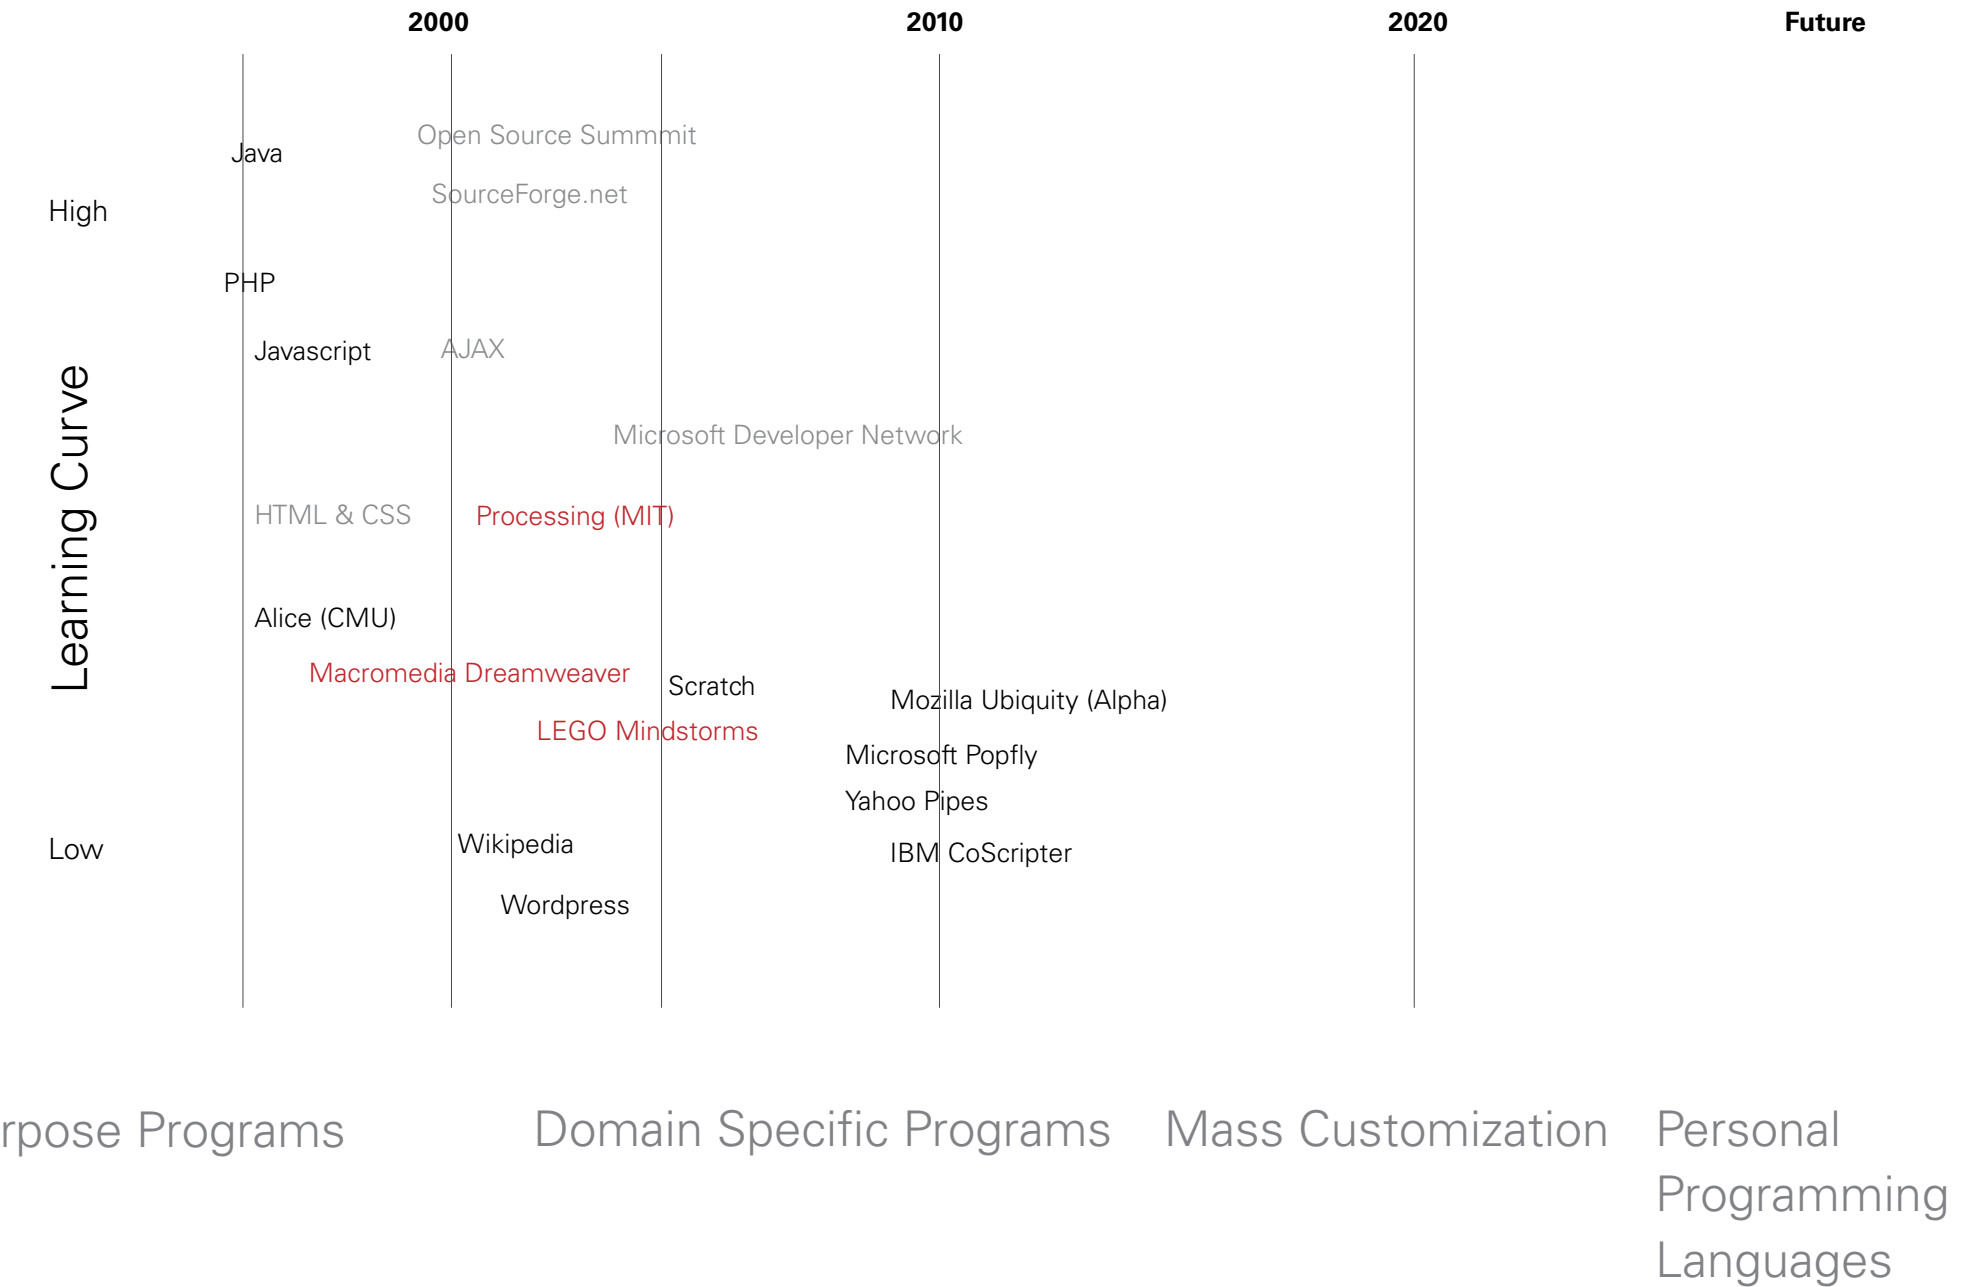 2000
2010
2020
Future
Open Source Summmit
Java
SourceForge.net
High
PHP
Javascript
AJAX
Learning Curve
Microsoft Developer Network
HTML & CSS
Processing (MIT)
Alice (CMU)
Macromedia Dreamweaver
Scratch
Mozilla Ubiquity (Alpha)
LEGO Mindstorms
Microsoft Popfly
Yahoo Pipes
Wikipedia
Low
IBM CoScripter
Wordpress
rpose Programs
Domain Specific Programs
Mass Customization
Personal
Programming
Languages